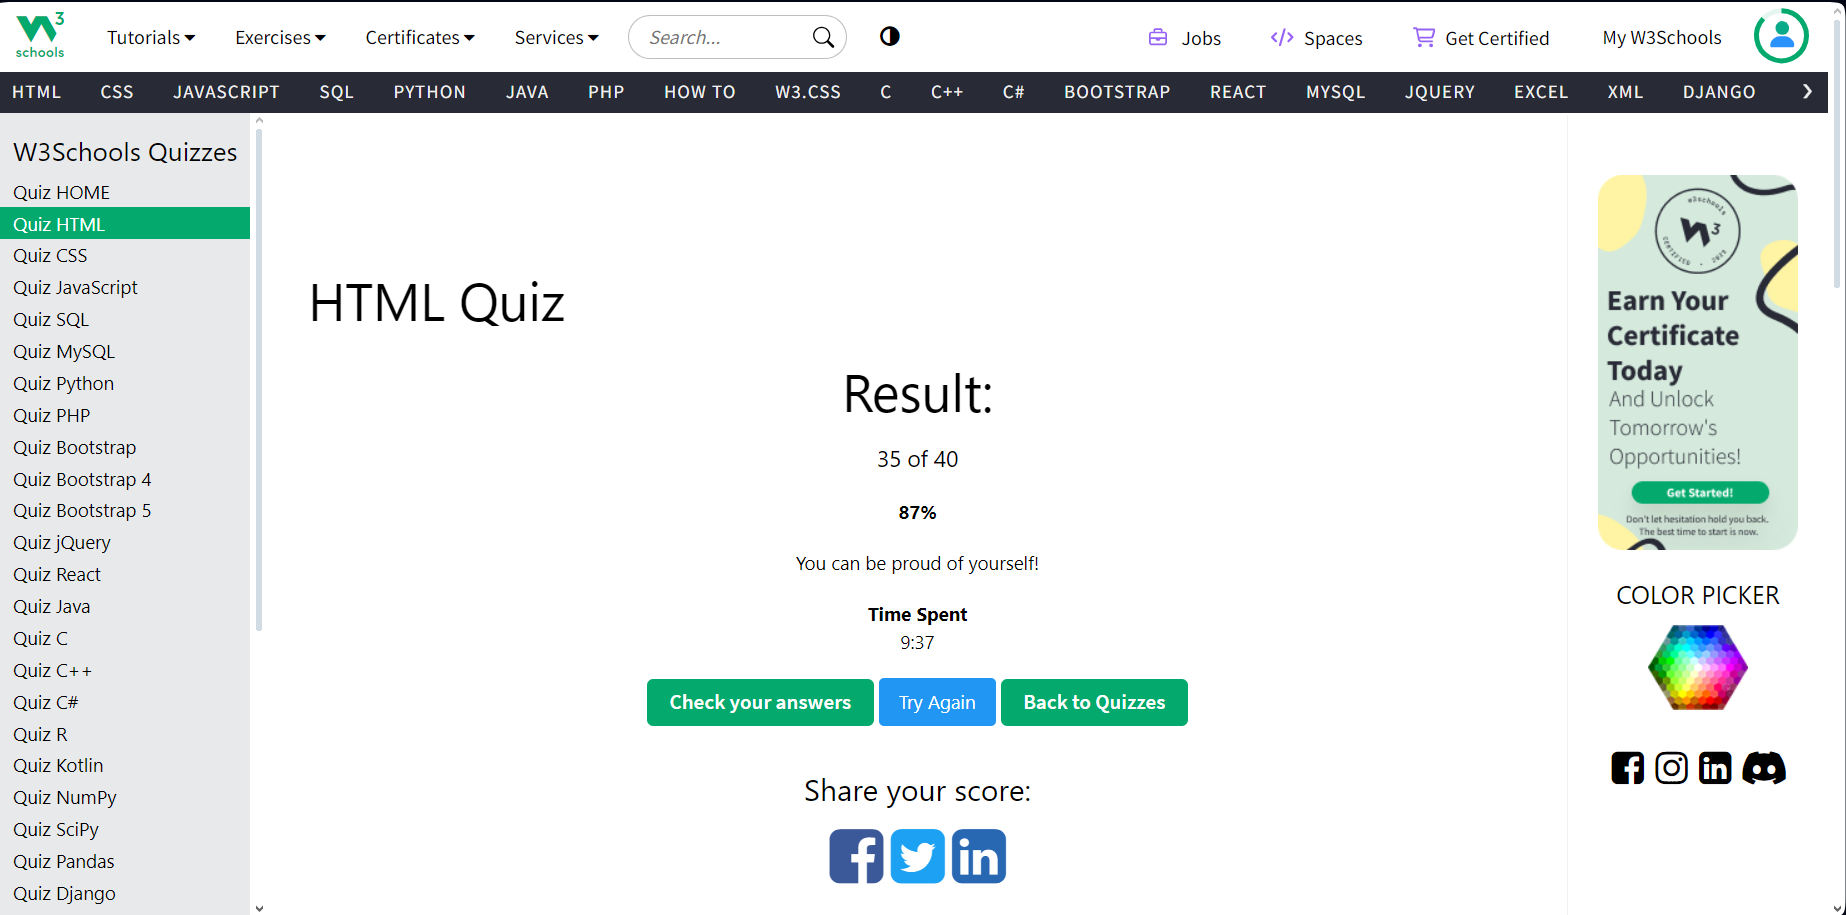 W3
schools
Tutorials
Exercises
Certificates
Services
Search...
Jobs
Spaces
Get Certified
My W3Schools
HTML CSS JAVASCRIPT SQL PYTHON JAVA PHP HOW TO W3.CSS C C++ C# BOOTSTRAP REACT MYSQL JQUERY EXCEL XML DJANGO
W3Schools Quizzes
Quiz HOME
Quiz HTML
Quiz CSS
Quiz JavaScript
Quiz SQL
Quiz MySQL
Quiz Python
Quiz PHP
Quiz Bootstrap
Quiz Bootstrap 4
Quiz Bootstrap 5
Quiz jQuery
Quiz React
Quiz Java
Quiz C
Quiz C++
Quiz C#
Quiz R
Quiz Kotlin
Quiz NumPy
Quiz SciPy
Quiz Pandas
Quiz Django
HTML Quiz
Result:
35 of 40
87%
You can be proud of yourself!
Time Spent
9:37
Check your answers
Try Again
Back to Quizzes
Share your score:
w3schools
W3
CERTIFIED . 2025
Earn Your
Certificate
Today
And Unlock
Tomorrow's
Opportunities!
Get Started!
Don't let hesitation hold you back.
The best time to start is now.
COLOR PICKER